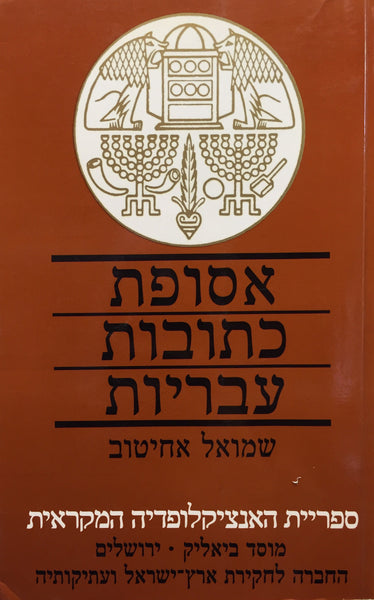 אסופת
כתובות
עבריות
שמואל אחיטוב
ספריית האנציקלופדיה המקראית
מוסד ביאליק · ירושלים
החברה לחקירת ארץ־ישראל ועתיקותיה